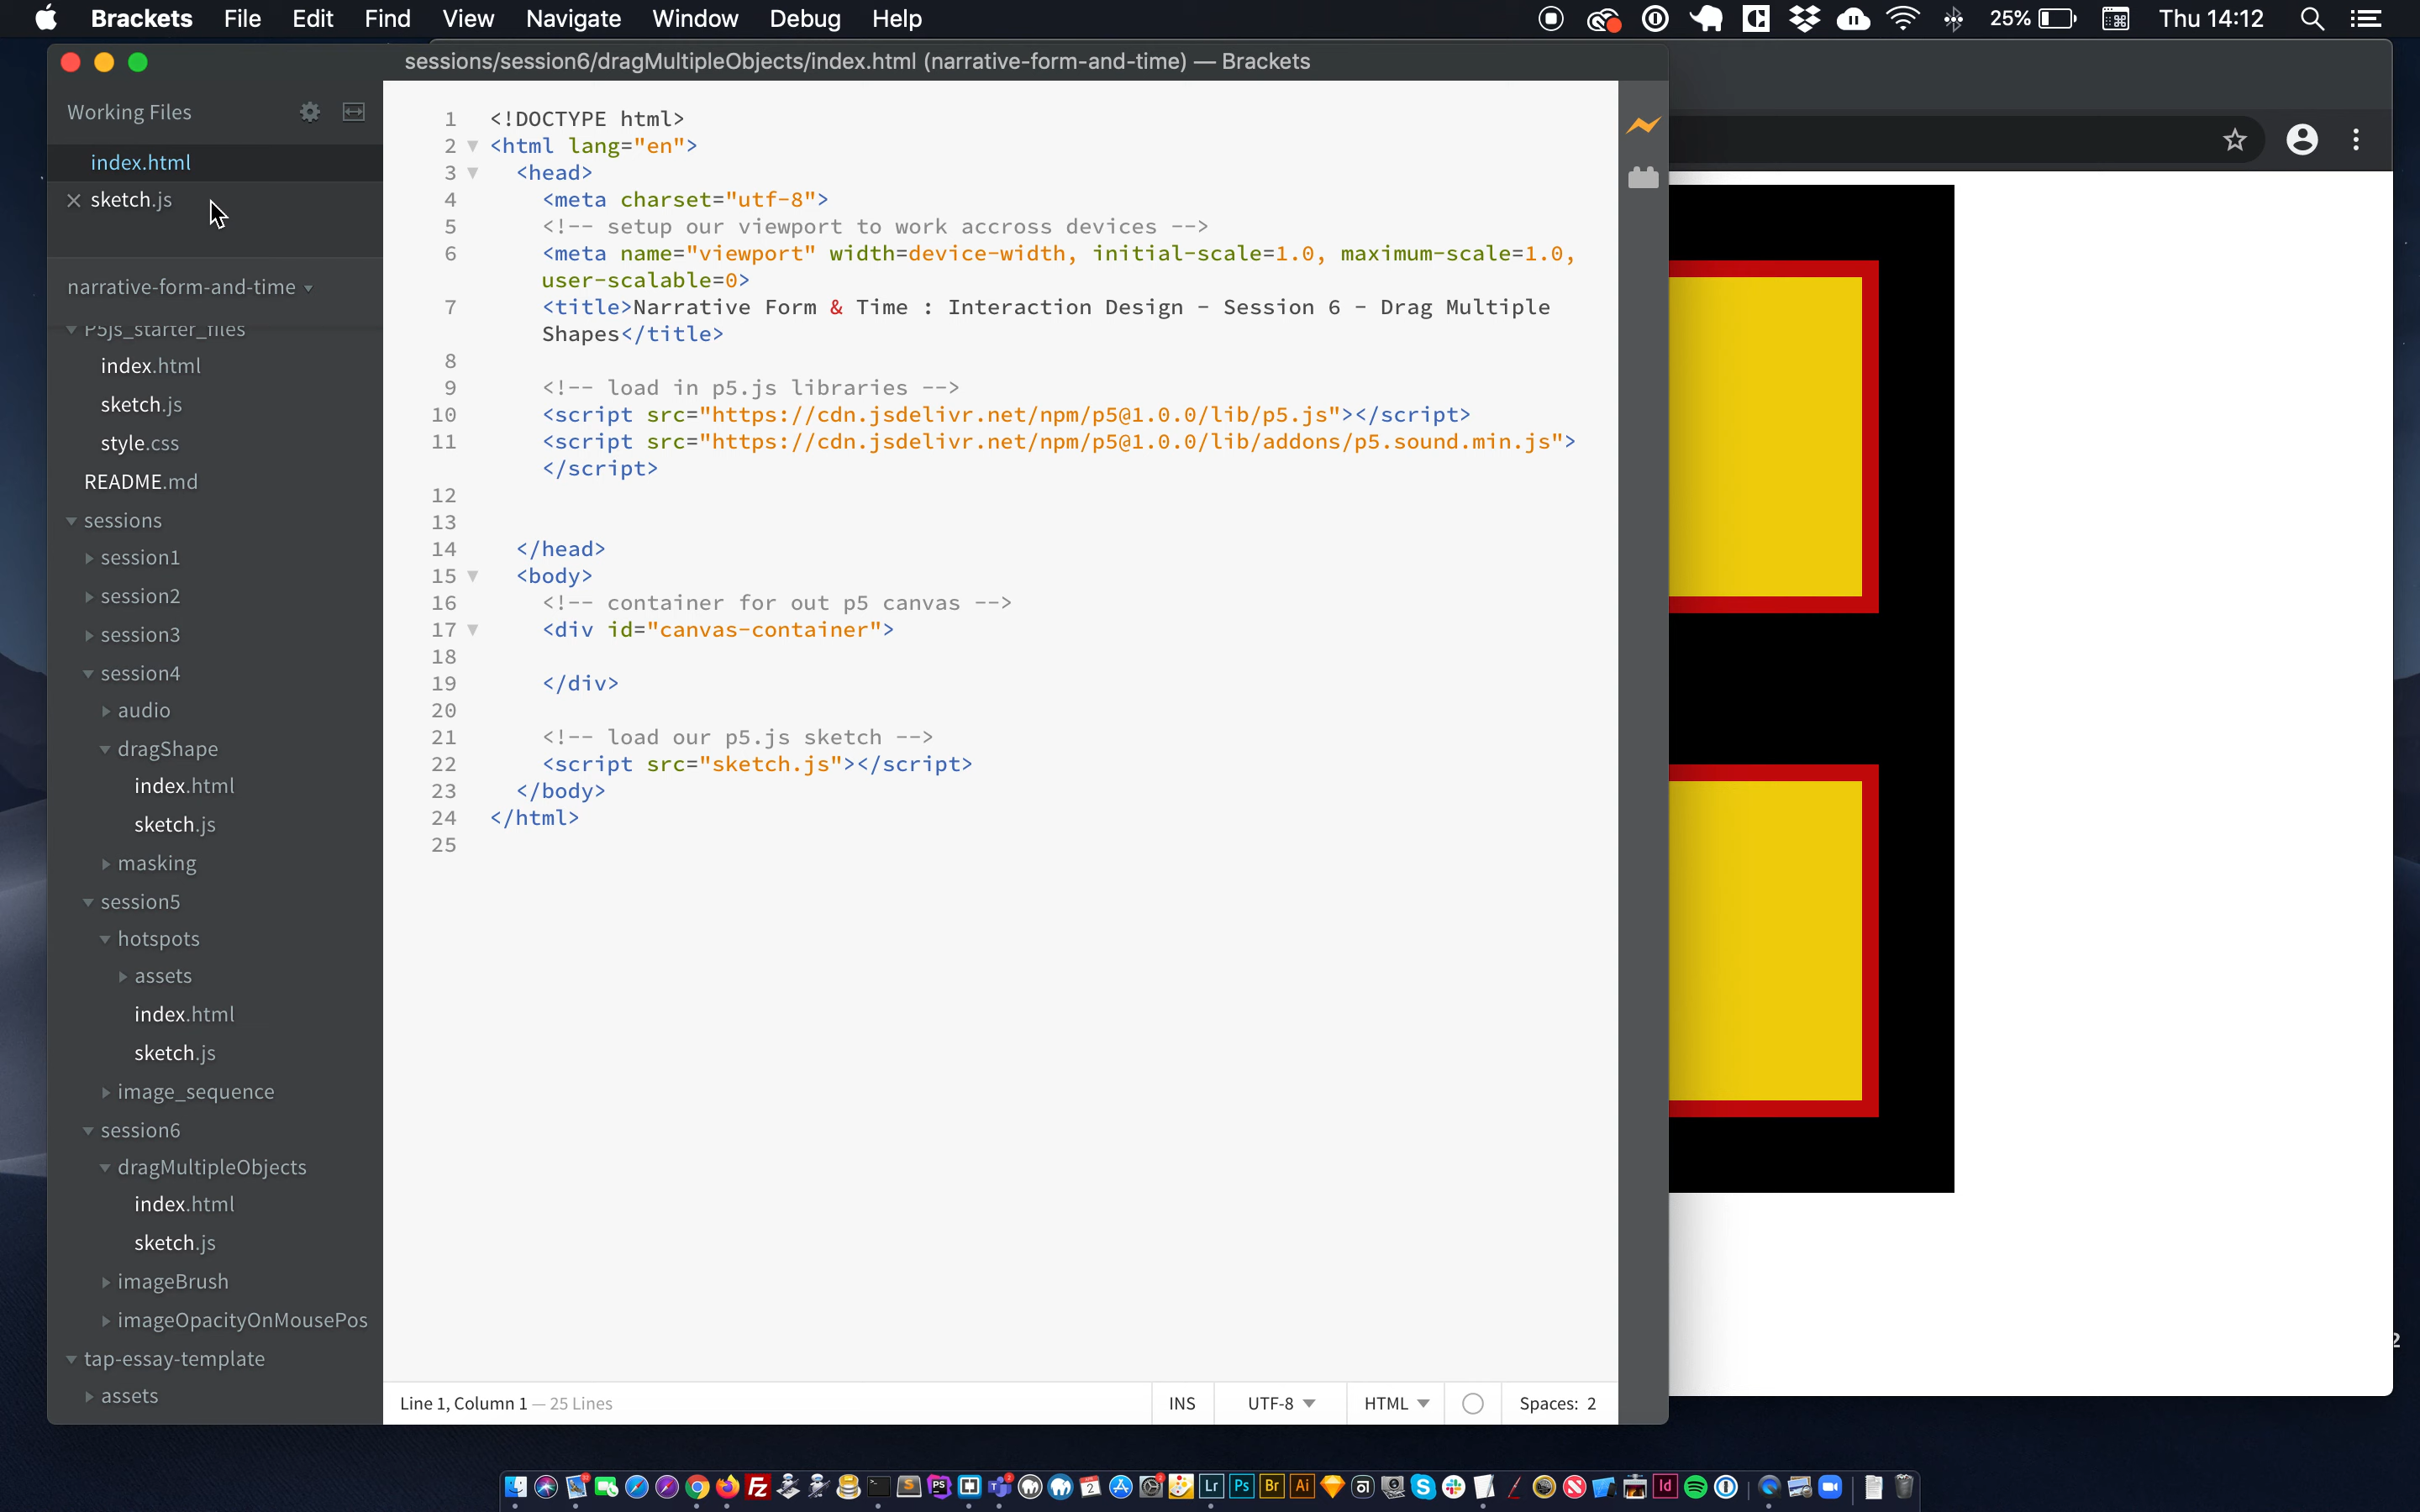 Brackets File Edit Find View Navigate Window Debug Help 25% Thu 14:12
sessions/session6/dragMultipleObjects/index.html (narrative-form-and-time) — Brackets
Working Files
index.html
sketch.js
narrative-form-and-time
P5js_starter_files
index.html
sketch.js
style.css
README.md
sessions
session1
session2
session3
session4
audio
dragShape
index.html
sketch.js
masking
session5
hotspots
assets
index.html
sketch.js
image_sequence
session6
dragMultipleObjects
index.html
sketch.js
imageBrush
imageOpacityOnMousePos
tap-essay-template
assets
1 <!DOCTYPE html>
2 <html lang="en">
3 <head>
4 <meta charset="utf-8">
5 <!-- setup our viewport to work accross devices -->
6 <meta name="viewport" width=device-width, initial-scale=1.0, maximum-scale=1.0,
user-scalable=0>
7 <title>Narrative Form & Time : Interaction Design - Session 6 - Drag Multiple
Shapes</title>
8
9 <!-- load in p5.js libraries -->
10 <script src="https://cdn.jsdelivr.net/npm/p5@1.0.0/lib/p5.js"></script>
11 <script src="https://cdn.jsdelivr.net/npm/p5@1.0.0/lib/addons/p5.sound.min.js">
</script>
12
13
14 </head>
15 <body>
16 <!-- container for out p5 canvas -->
17 <div id="canvas-container">
18
19 </div>
20
21 <!-- load our p5.js sketch -->
22 <script src="sketch.js"></script>
23 </body>
24 </html>
25
Line 1, Column 1 — 25 Lines INS UTF-8 HTML Spaces: 2
2
Fz S PS Lr Ps Br Ai Id